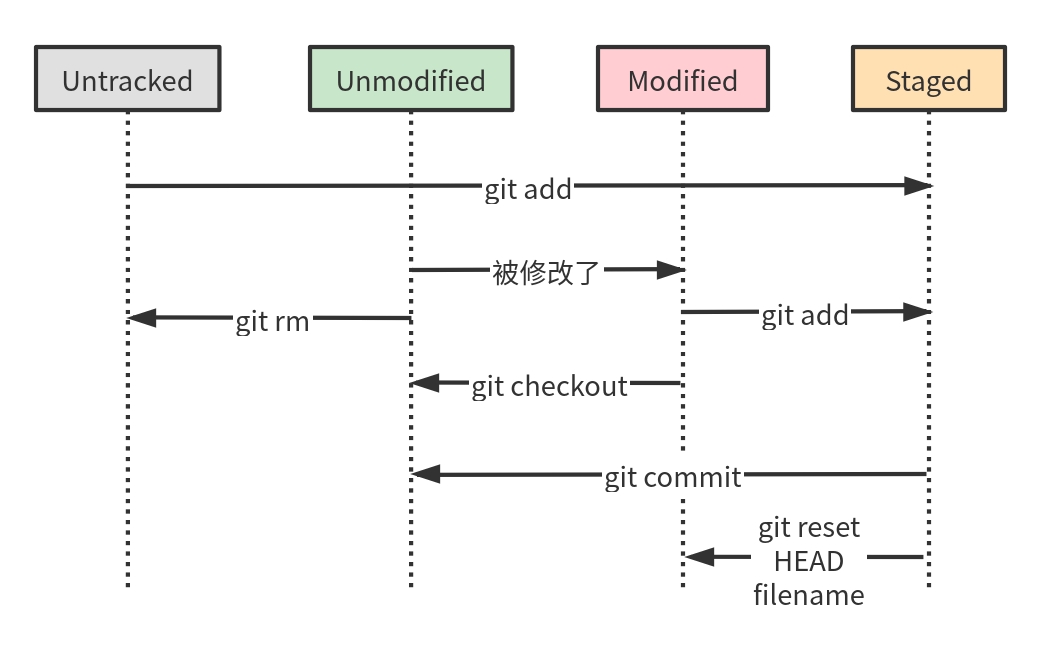 Untracked
Unmodified
Modified
Staged
git add
被修改了
git rm
git add
git checkout
git commit
git reset
HEAD
filename